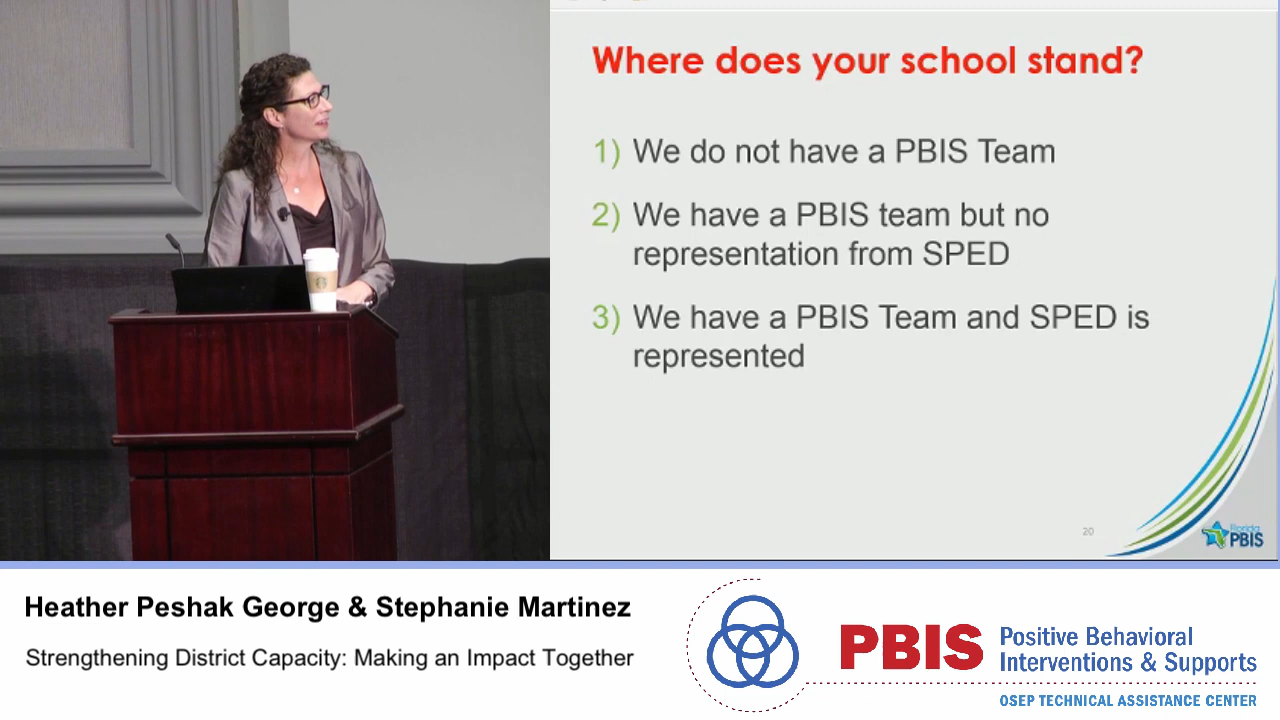 Where does your school stand?
1) We do not have a PBIS Team
2) We have a PBIS team but no
representation from SPED
3) We have a PBIS Team and SPED is
represented
20
Florida
PBIS
Heather Peshak George & Stephanie Martinez
Strengthening District Capacity: Making an Impact Together
PBIS
Positive Behavioral
Interventions & Supports
OSEP TECHNICAL ASSISTANCE CENTER